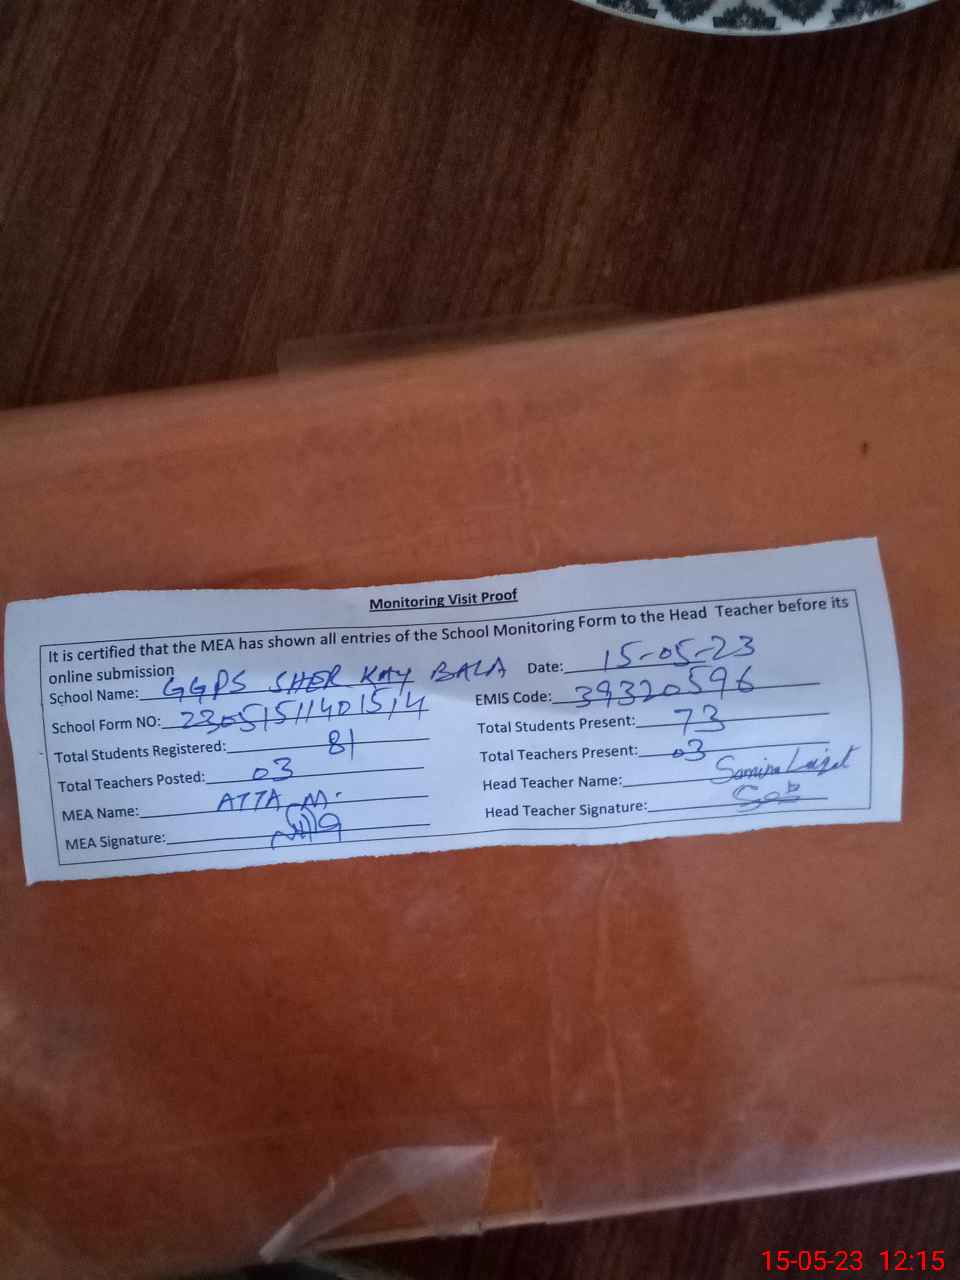 Monitoring Visit Proof
It is certified that the MEA has shown all entries of the School Monitoring Form to the Head Teacher before its
online submission
School Name: GGPS SHER KAY BALA Date: 15-05-23
School Form NO: 23051511401514 EMIS Code: 39320596
Total Students Registered: 81 Total Students Present: 73
Total Teachers Posted: 03 Total Teachers Present: 03
MEA Name: ATTA M. Head Teacher Name: Samina
MEA Signature: Head Teacher Signature:
15-05-23 12:15